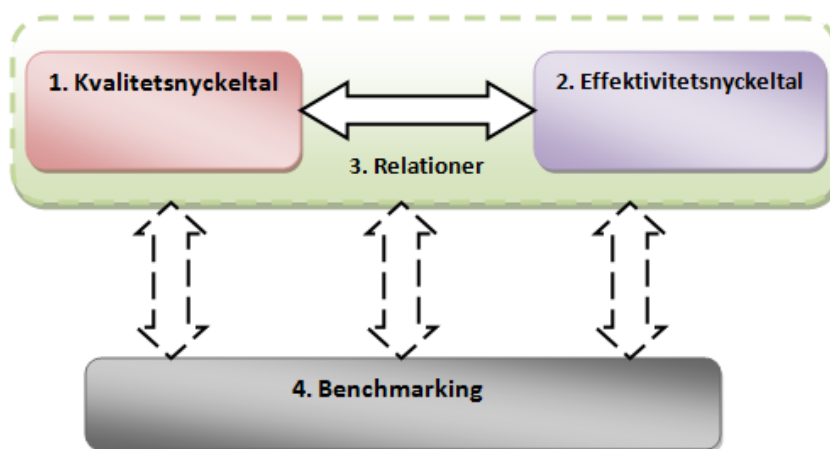 1. Kvalitetsnyckeltal
2. Effektivitetsnyckeltal
3. Relationer
4. Benchmarking